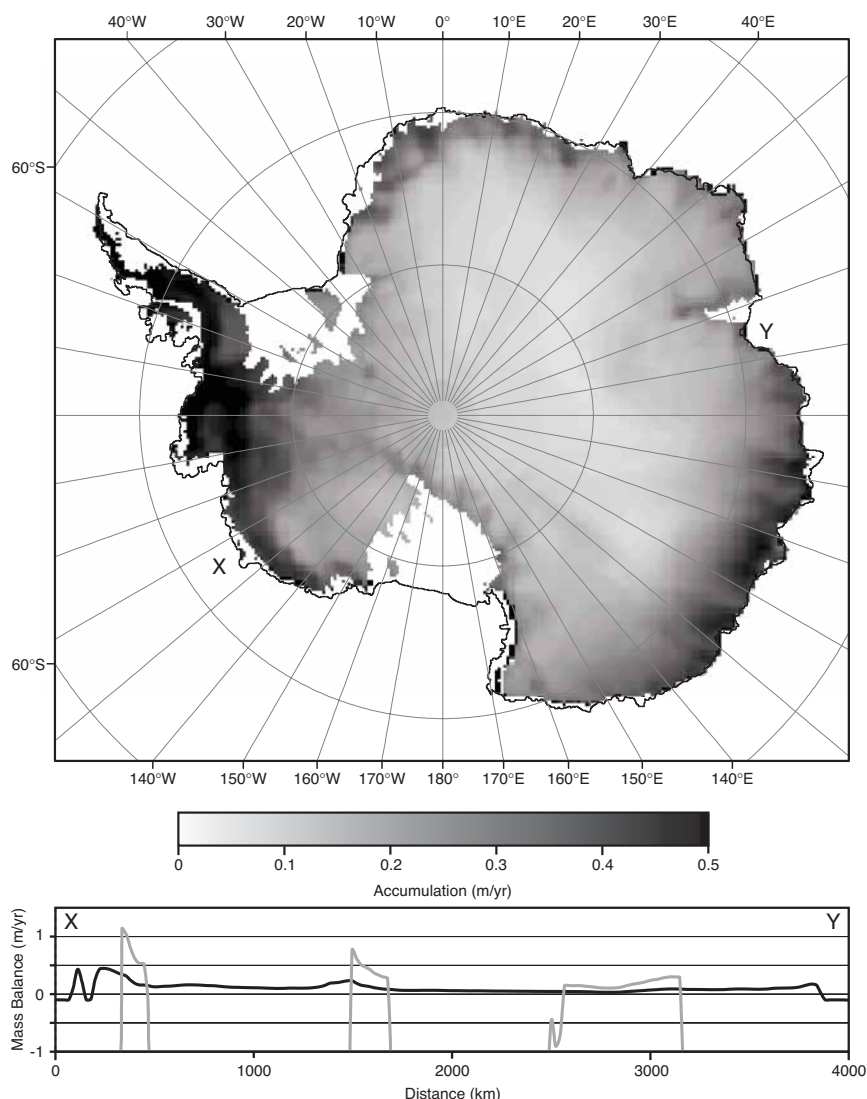 40°W 30°W 20°W 10°W 0° 10°E 20°E 30°E 40°E
60°S
Y
X
60°S
140°W 150°W 160°W 170°W 180° 170°E 160°E 150°E 140°E
0 0.1 0.2 0.3 0.4 0.5
Accumulation (m/yr)
X Y
Mass Balance (m/yr)
1
0
-1
0 1000 2000 3000 4000
Distance (km)